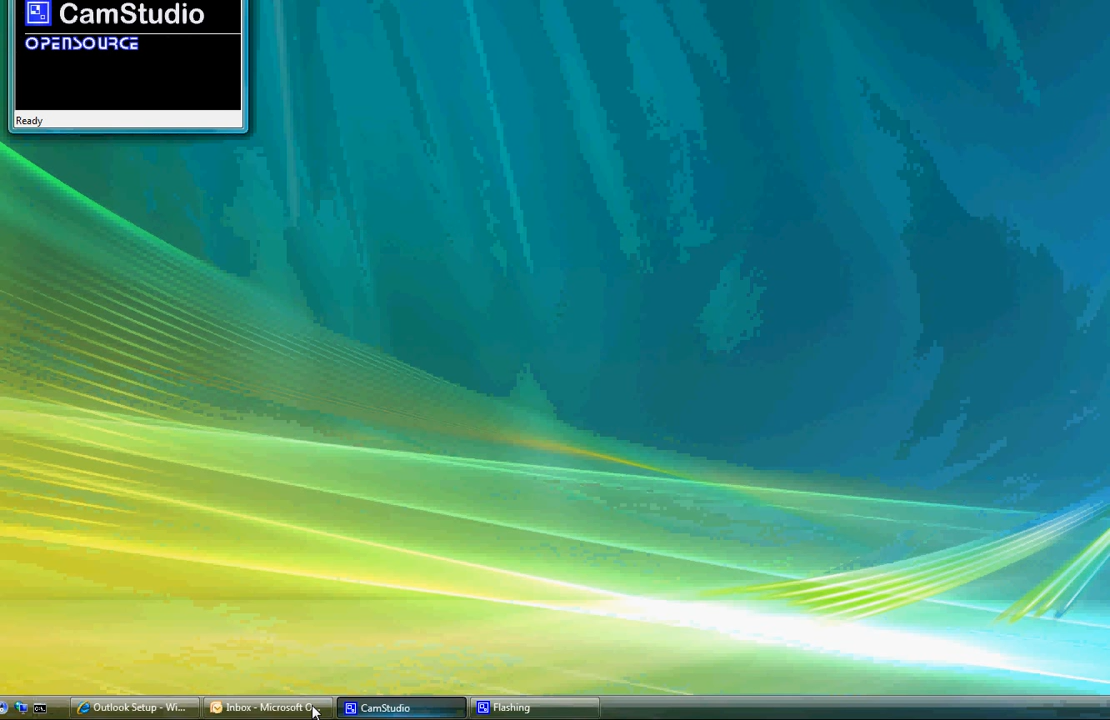 CamStudio
OPENSOURCE
Ready
Outlook Setup - Wi...
Inbox - Microsoft O...
CamStudio
Flashing